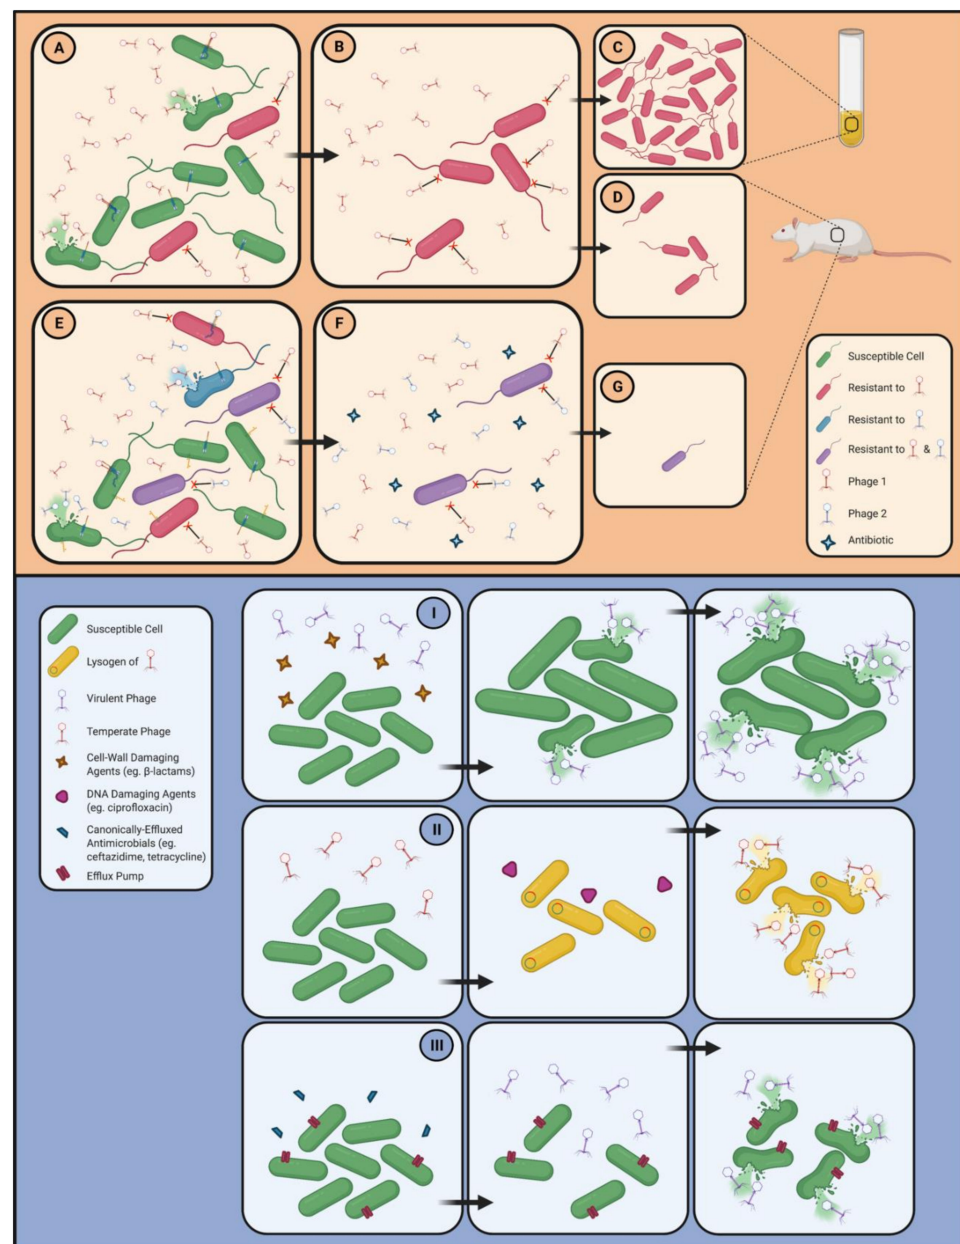 A
B
C
D
E
F
G
Susceptible Cell
Resistant to
Resistant to
Resistant to &
Phage 1
Phage 2
Antibiotic
Susceptible Cell
Lysogen of
Virulent Phage
Temperate Phage
Cell-Wall Damaging
Agents (eg. β-lactams)
DNA Damaging Agents
(eg. ciprofloxacin)
Canonically-Effluxed
Antimicrobials (eg.
ceftazidime, tetracycline)
Efflux Pump
I
II
III